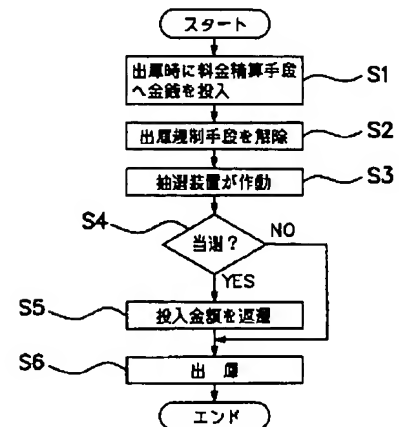 スタート
出庫時に料金精算手段
へ金銭を投入
S1
出庫規制手段を解除
S2
抽選装置が作動
S3
S4
当選？
NO
YES
S5
投入金額を返還
S6
出 庫
エンド